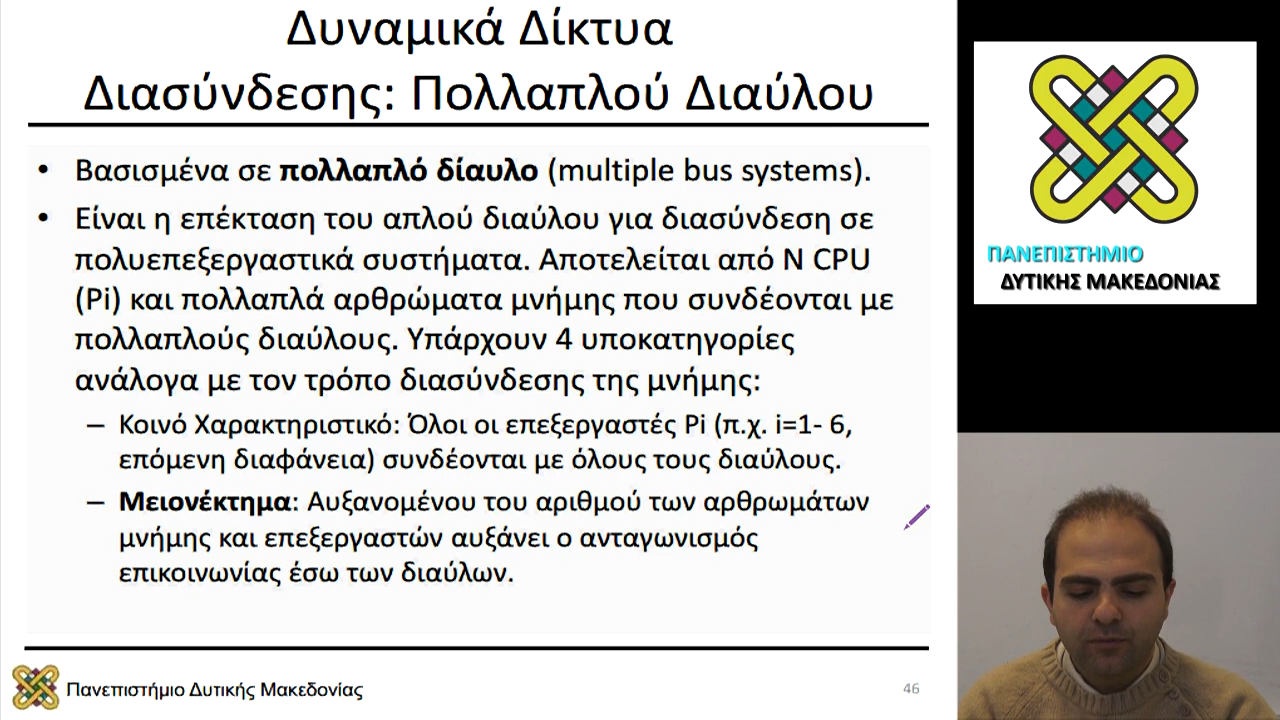 Δυναμικά Δίκτυα
Διασύνδεσης: Πολλαπλού Διαύλου
• Βασισμένα σε πολλαπλό δίαυλο (multiple bus systems).
• Είναι η επέκταση του απλού διαύλου για διασύνδεση σε
πολυεπεξεργαστικά συστήματα. Αποτελείται από Ν CPU
(Pi) και πολλαπλά αρθρώματα μνήμης που συνδέονται με
πολλαπλούς διαύλους. Υπάρχουν 4 υποκατηγορίες
ανάλογα με τον τρόπο διασύνδεσης της μνήμης:
– Κοινό Χαρακτηριστικό: Όλοι οι επεξεργαστές Pi (π.χ. i=1- 6,
επόμενη διαφάνεια) συνδέονται με όλους τους διαύλους.
– Μειονέκτημα: Αυξανομένου του αριθμού των αρθρωμάτων
μνήμης και επεξεργαστών αυξάνει ο ανταγωνισμός
επικοινωνίας έσω των διαύλων.
Πανεπιστήμιο Δυτικής Μακεδονίας
46
ΠΑΝΕΠΙΣΤΗΜΙΟ
ΔΥΤΙΚΗΣ ΜΑΚΕΔΟΝΙΑΣ